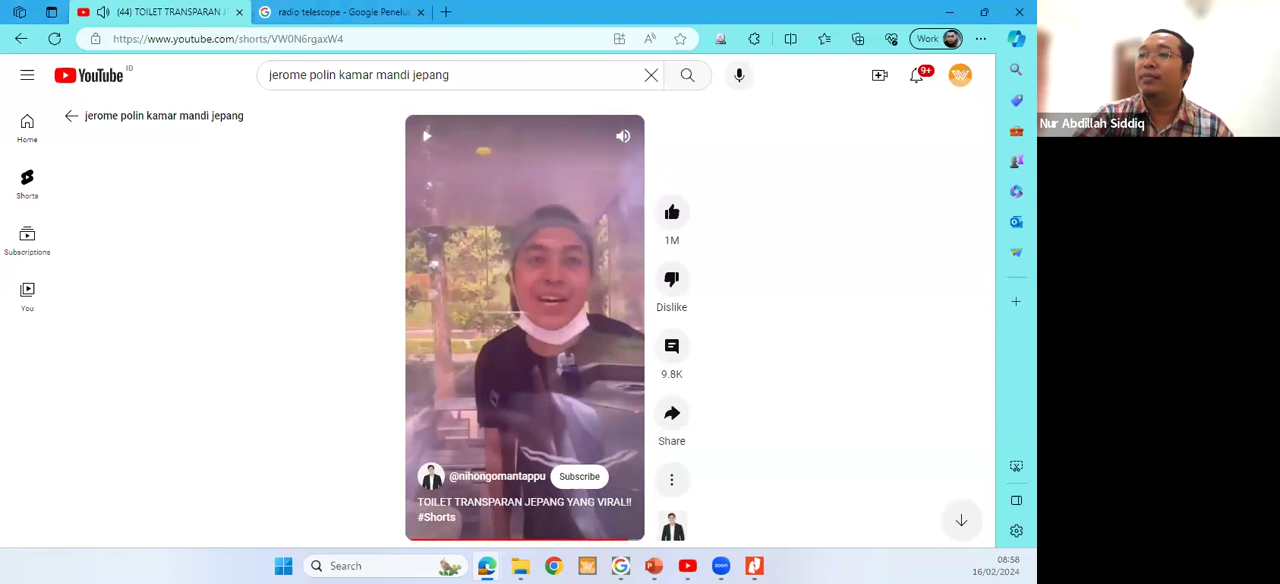 (44) TOILET TRANSPARAN J
radio telescope - Google Penelus
https://www.youtube.com/shorts/VW0N6rgaxW4
Work
YouTube ID
jerome polin kamar mandi jepang
9+
jerome polin kamar mandi jepang
Home
Shorts
Subscriptions
You
1M
Dislike
9.8K
Share
@nihongomantappu
Subscribe
TOILET TRANSPARAN JEPANG YANG VIRAL!!
#Shorts
Nur Abdillah Siddiq
Search
zoom
08:58
16/02/2024